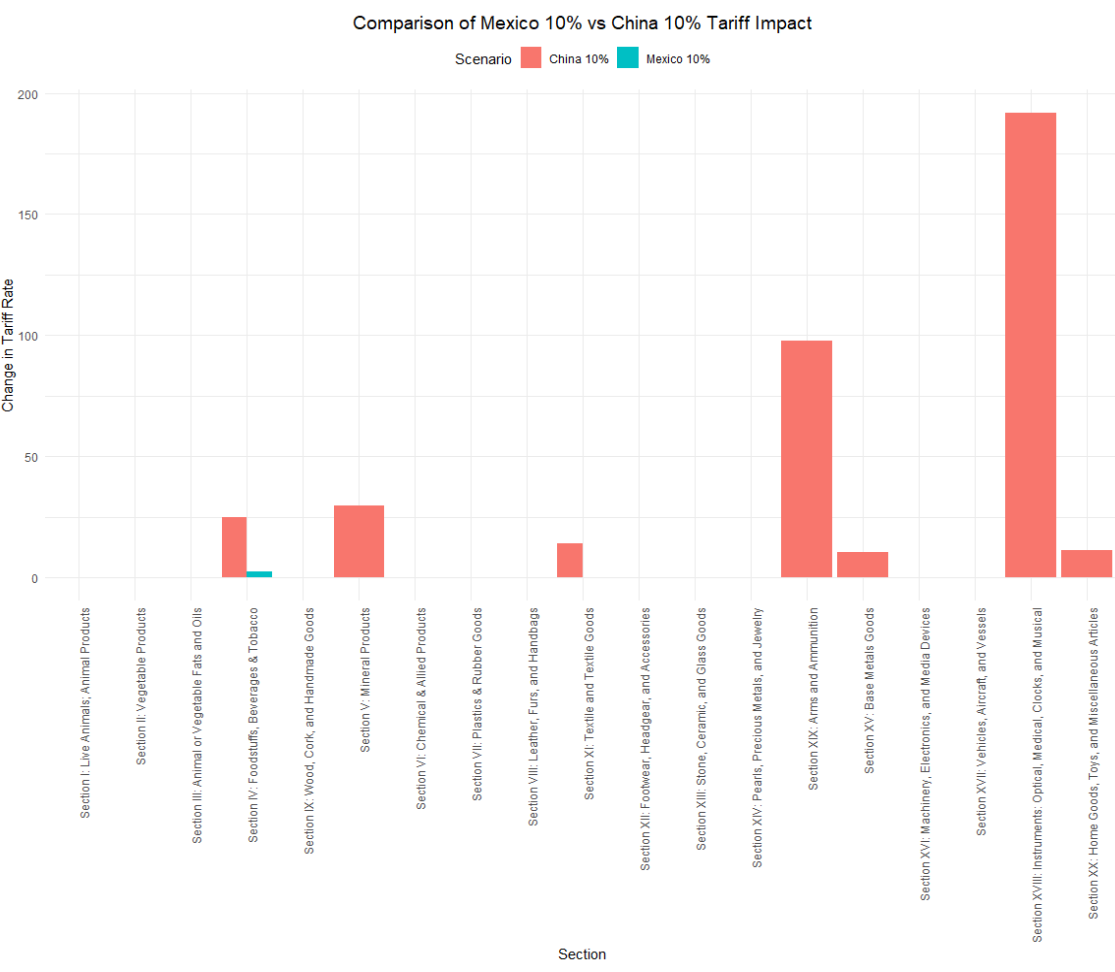 Comparison of Mexico 10% vs China 10% Tariff Impact
Scenario China 10% Mexico 10%
Change in Tariff Rate
200
150
100
50
0
Section I: Live Animals; Animal Products
Section II: Vegetable Products
Section III: Animal or Vegetable Fats and Oils
Section IV: Foodstuffs, Beverages & Tobacco
Section IX: Wood, Cork, and Handmade Goods
Section V: Mineral Products
Section VI: Chemical & Allied Products
Section VII: Plastics & Rubber Goods
Section VIII: Leather, Furs, and Handbags
Section XI: Textile and Textile Goods
Section XII: Footwear, Headgear, and Accessories
Section XIII: Stone, Ceramic, and Glass Goods
Section XIV: Pearls, Precious Metals, and Jewelry
Section XIX: Arms and Ammunition
Section XV: Base Metals Goods
Section XVI: Machinery, Electronics, and Media Devices
Section XVII: Vehicles, Aircraft, and Vessels
Section XVIII: Instruments: Optical, Medical, Clocks, and Musical
Section XX: Home Goods, Toys, and Miscellaneous Articles
Section